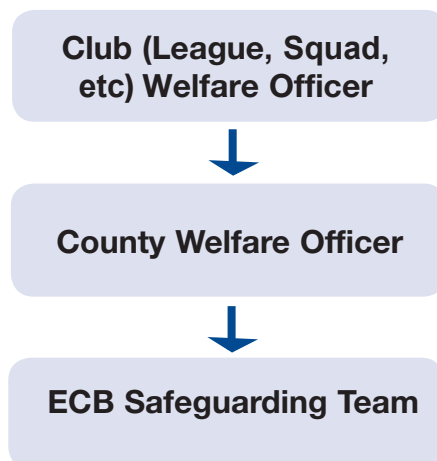 Club (League, Squad,
etc) Welfare Officer
County Welfare Officer
ECB Safeguarding Team